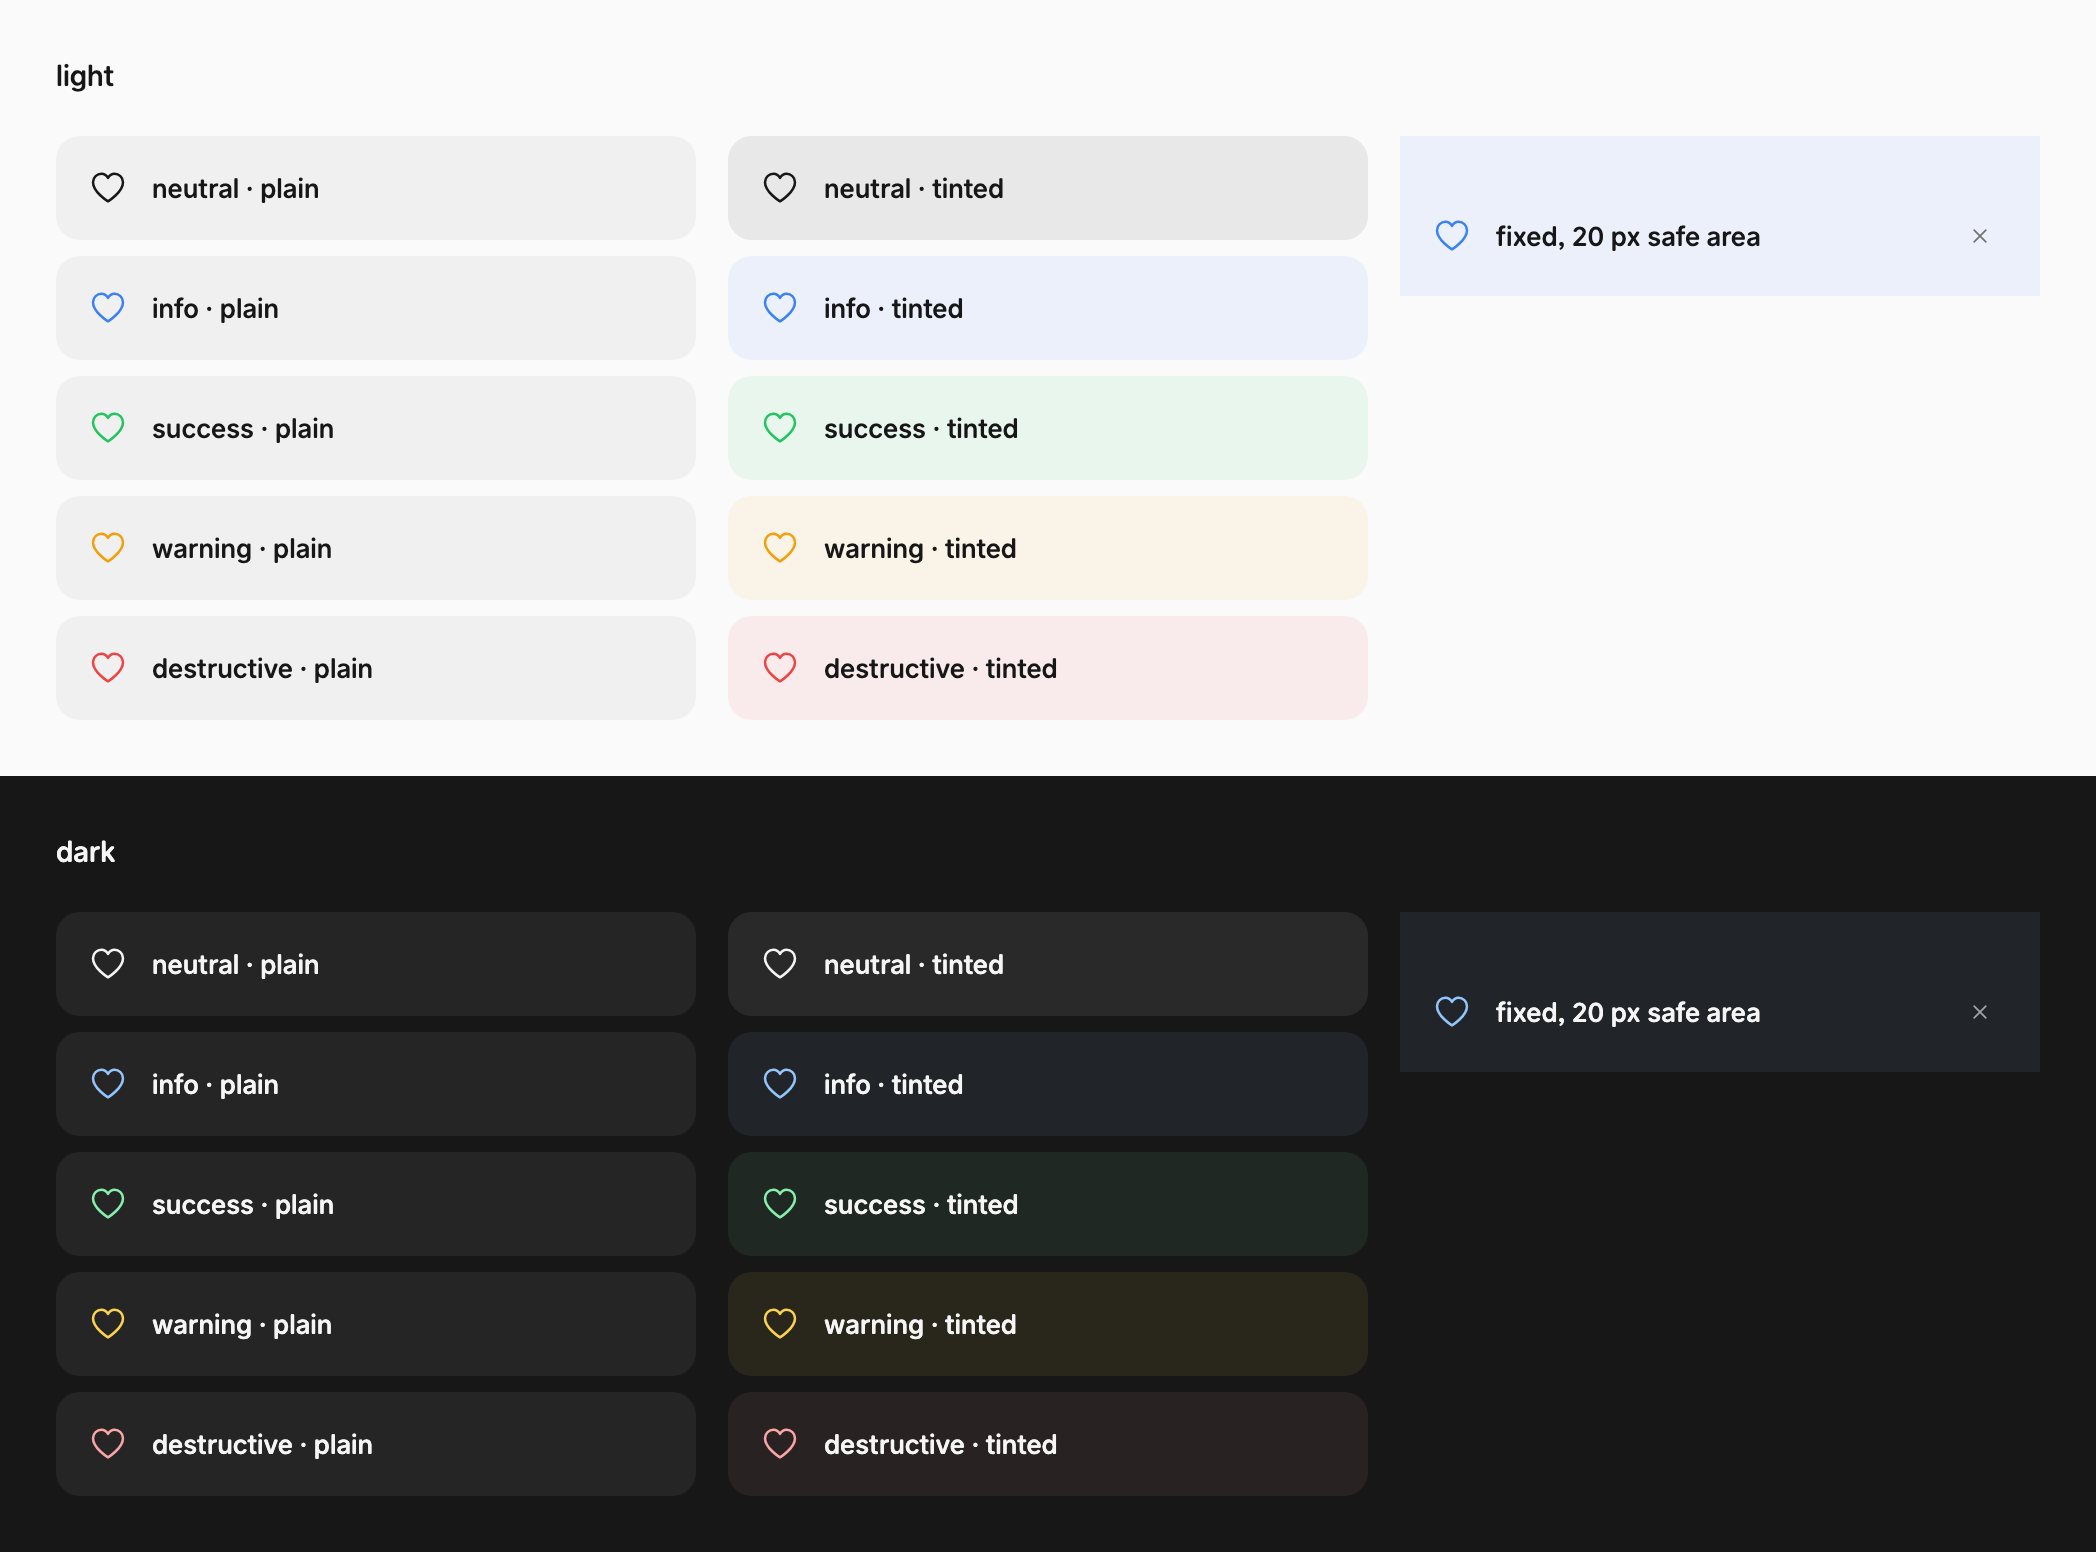 light
neutral · plain
neutral · tinted
fixed, 20 px safe area
info · plain
info · tinted
success · plain
success · tinted
warning · plain
warning · tinted
destructive · plain
destructive · tinted
dark
neutral · plain
neutral · tinted
fixed, 20 px safe area
info · plain
info · tinted
success · plain
success · tinted
warning · plain
warning · tinted
destructive · plain
destructive · tinted